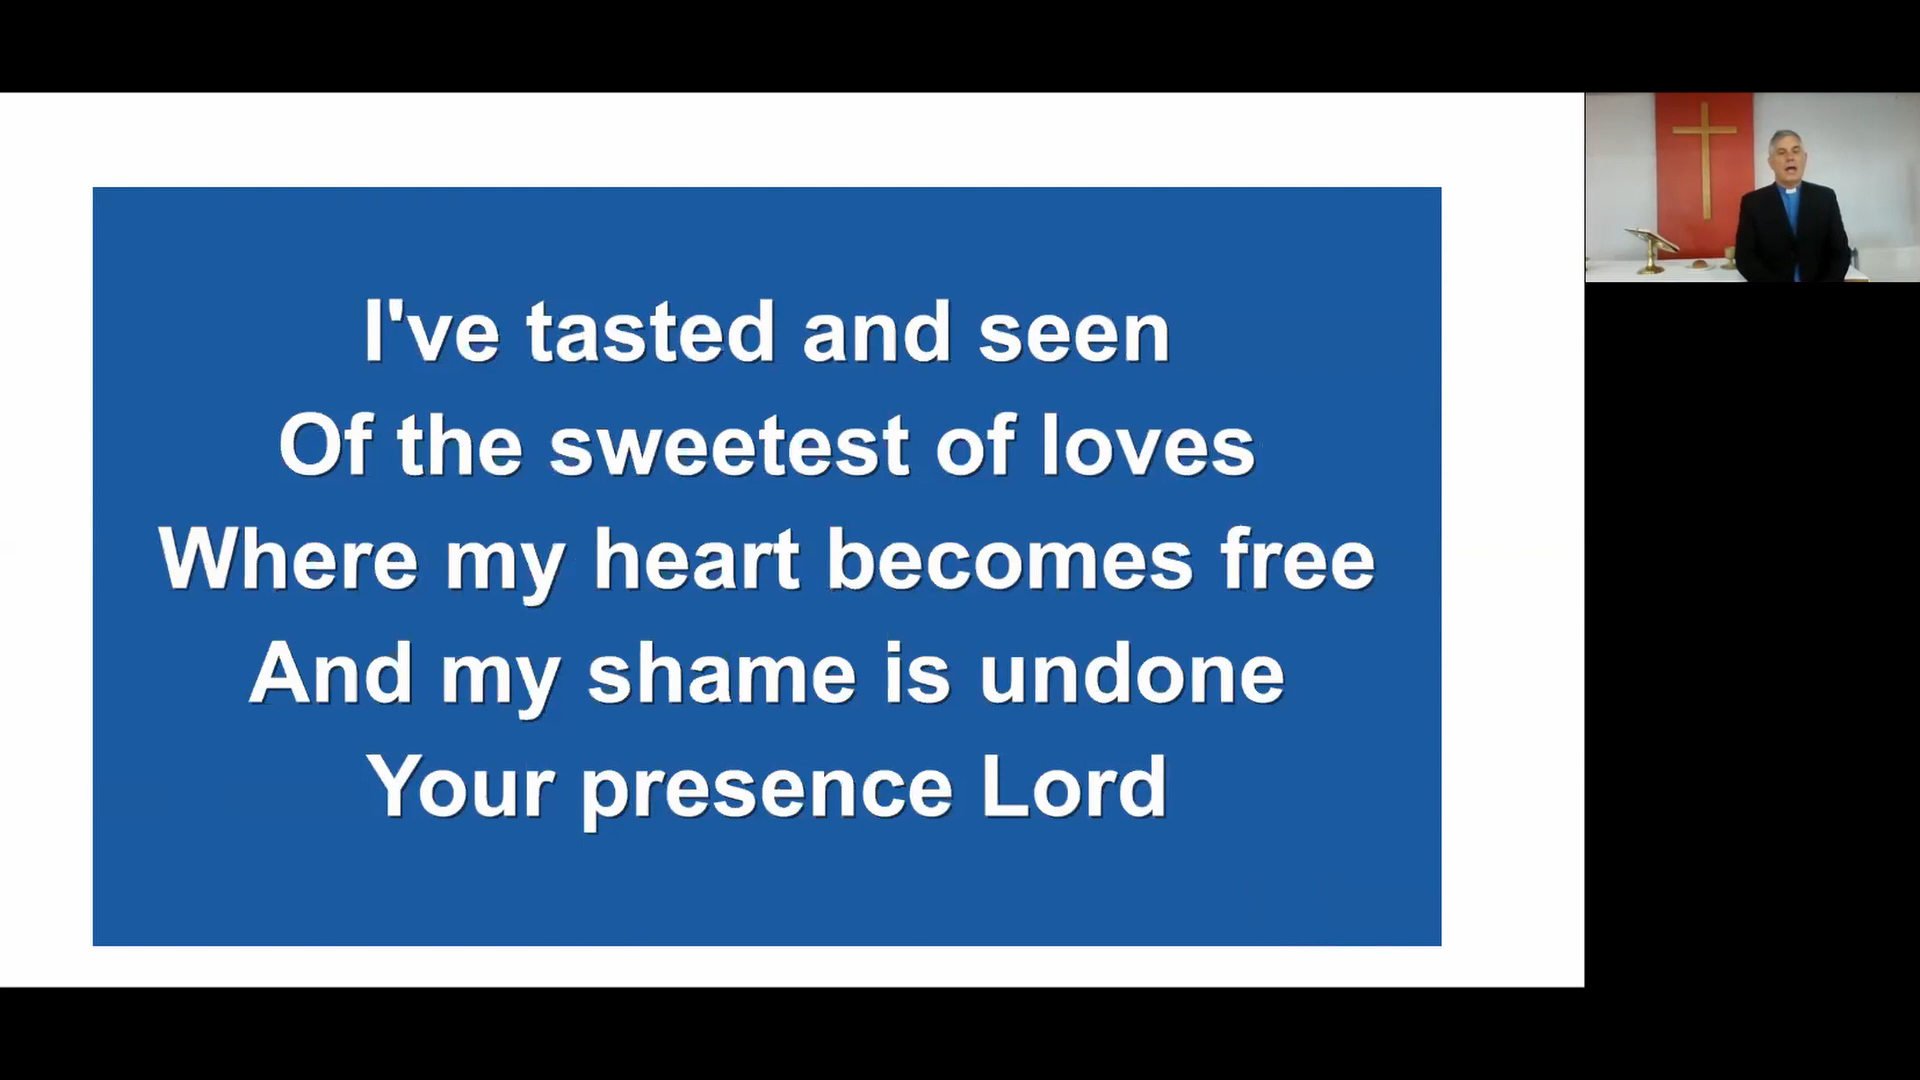 I've tasted and seen
Of the sweetest of loves
Where my heart becomes free
And my shame is undone
Your presence Lord